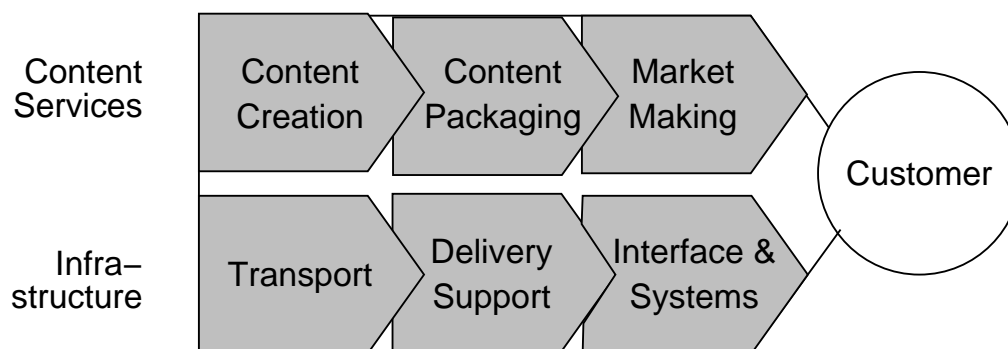 Content
Services
Content
Creation
Content
Packaging
Market
Making
Customer
Infra–
structure
Transport
Delivery
Support
Interface &
Systems